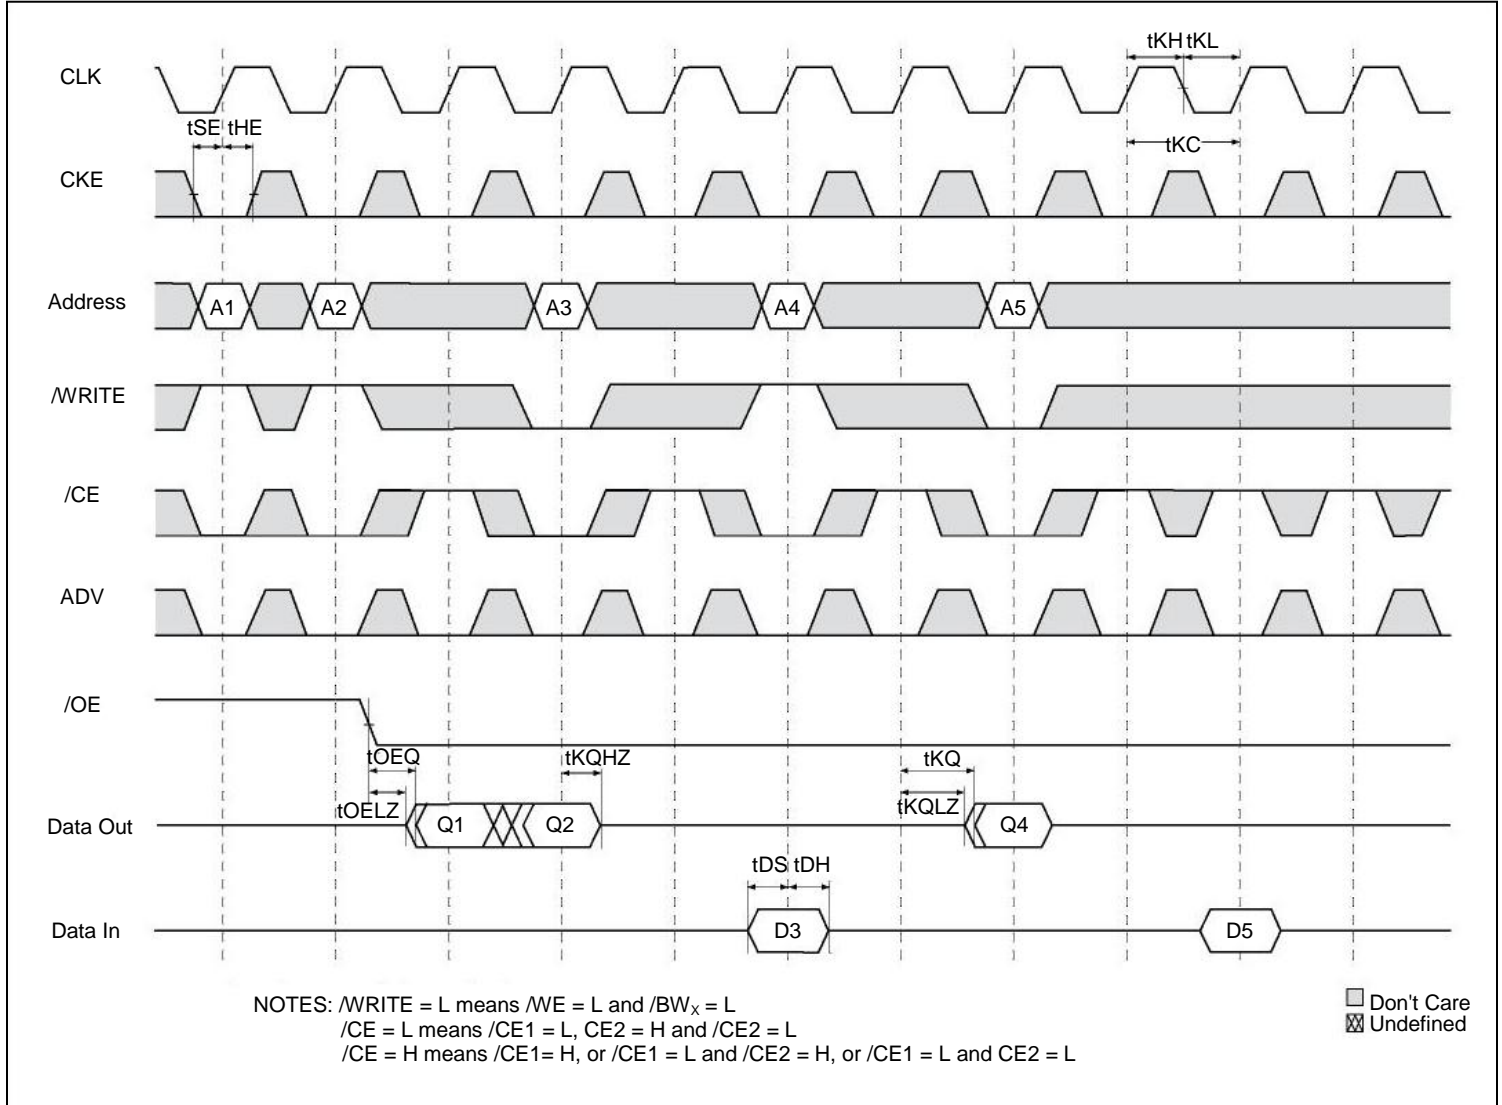 tKH tKL
CLK
tSE tHE
tKC
CKE
Address
A1 A2 A3 A4 A5
/WRITE
/CE
ADV
/OE
tOEQ tKQHZ tKQ
tOELZ tKQLZ
Data Out Q1 Q2 Q4
tDS tDH
Data In D3 D5
NOTES: /WRITE = L means /WE = L and /BWX = L
/CE = L means /CE1 = L, CE2 = H and /CE2 = L
/CE = H means /CE1= H, or /CE1 = L and /CE2 = H, or /CE1 = L and CE2 = L
Don't Care
Undefined